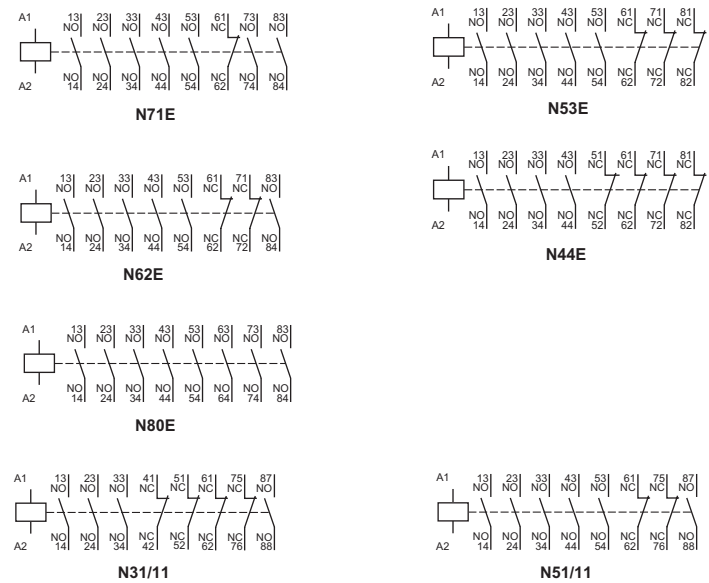 A1 13 23 33 43 53 61 73 83
NO NO NO NO NO NC NO NO
NO NO NO NO NO NC NO NO
A2 14 24 34 44 54 62 74 84
N71E
A1 13 23 33 43 53 61 71 81
NO NO NO NO NO NC NC NC
NO NO NO NO NO NC NC NC
A2 14 24 34 44 54 62 72 82
N53E
A1 13 23 33 43 53 61 71 83
NO NO NO NO NO NC NC NO
NO NO NO NO NO NC NC NO
A2 14 24 34 44 54 62 72 84
N62E
A1 13 23 33 43 51 61 71 81
NO NO NO NO NC NC NC NC
NO NO NO NO NC NC NC NC
A2 14 24 34 44 52 62 72 82
N44E
A1 13 23 33 43 53 63 73 83
NO NO NO NO NO NO NO NO
NO NO NO NO NO NO NO NO
A2 14 24 34 44 54 64 74 84
N80E
A1 13 23 33 41 51 61 75 87
NO NO NO NC NC NC NC NO
NO NO NO NC NC NC NC NO
A2 14 24 34 42 52 62 76 88
N31/11
A1 13 23 33 43 53 61 75 87
NO NO NO NO NO NC NC NO
NO NO NO NO NO NC NC NO
A2 14 24 34 44 54 62 76 88
N51/11